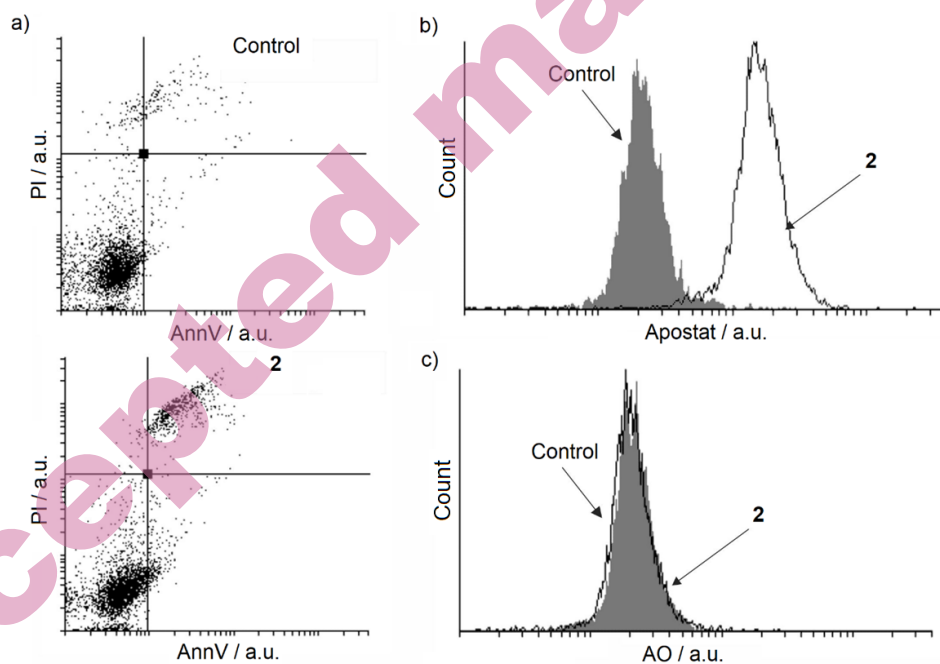 a)
Control
PI / a.u.
AnnV / a.u.
2
PI / a.u.
AnnV / a.u.
b)
Control
Count
2
Apostat / a.u.
c)
Control
Count
2
AO / a.u.
cepted ma